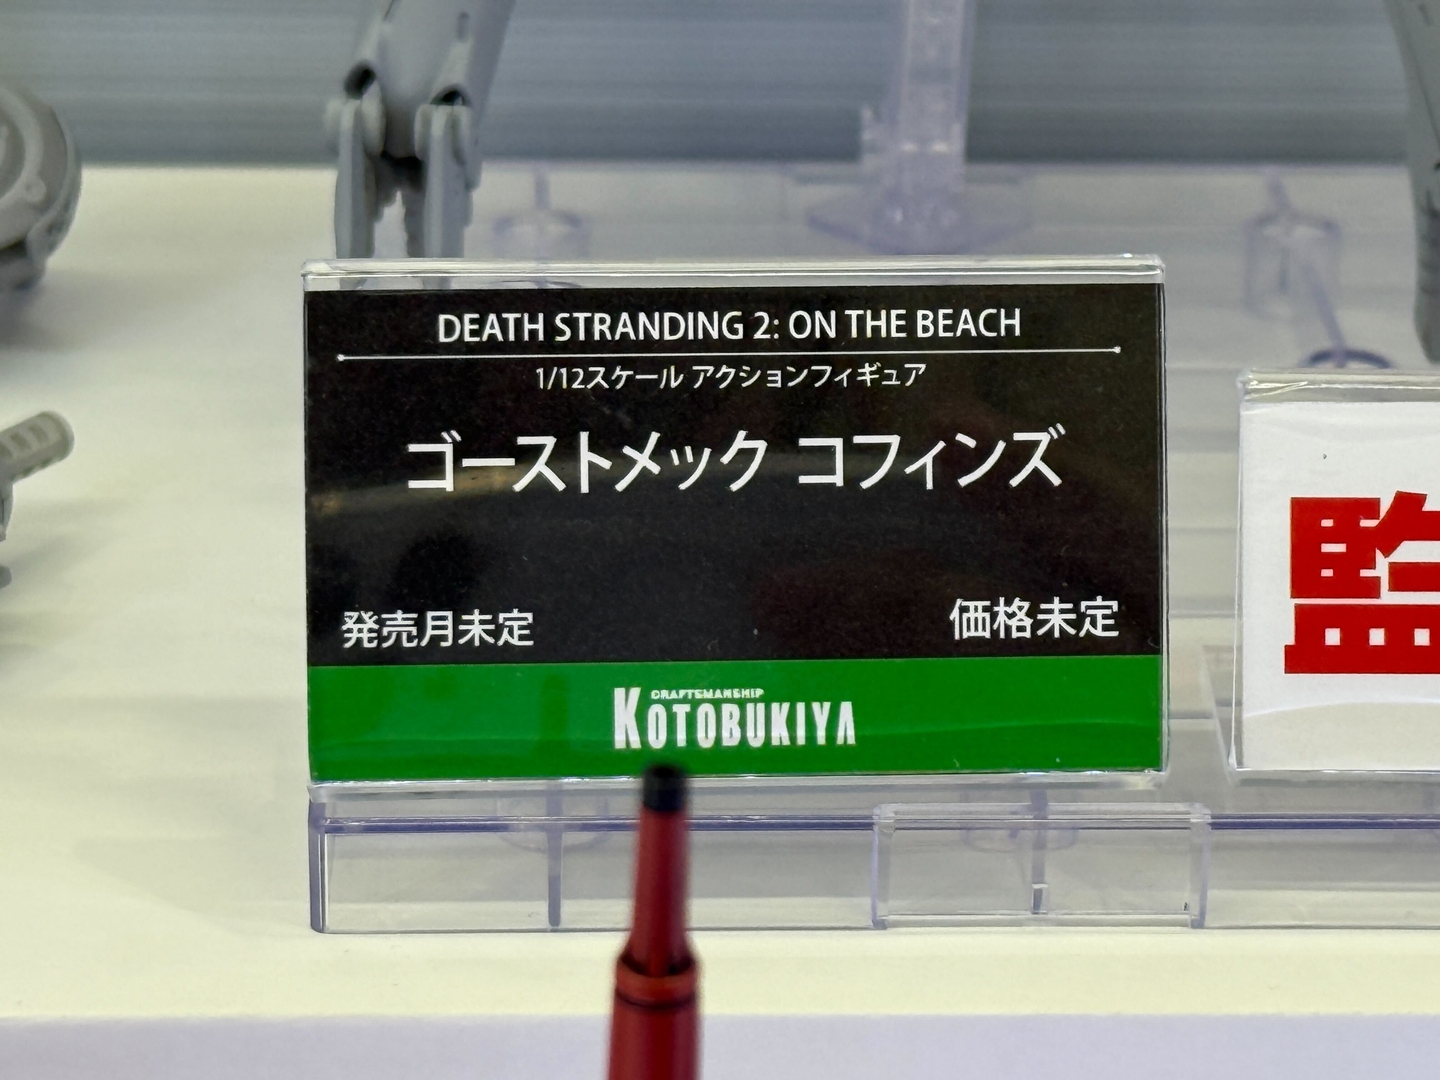 DEATH STRANDING 2: ON THE BEACH
1/12スケール アクションフィギュア
ゴーストメック コフィンズ
発売月未定
価格未定
CRAFTSMANSHIP
KOTOBUKIYA
監